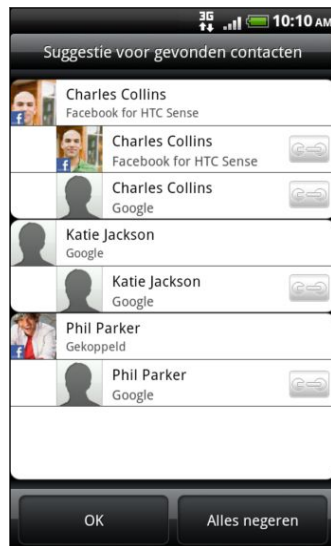 3G 10:10 AM
Suggestie voor gevonden contacten
Charles Collins
Facebook for HTC Sense
Charles Collins
Facebook for HTC Sense
Charles Collins
Google
Katie Jackson
Google
Katie Jackson
Google
Phil Parker
Gekoppeld
Phil Parker
Google
OK Alles negeren